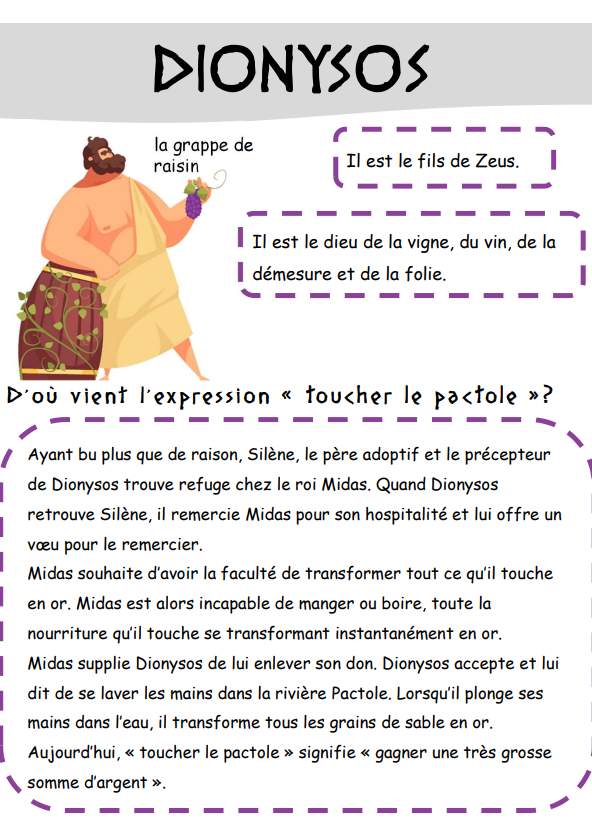 DIONYSOS
la grappe de
raisin
Il est le fils de Zeus.
Il est le dieu de la vigne, du vin, de la
démesure et de la folie.
D'où vient l'expression « toucher le pactole »?
Ayant bu plus que de raison, Silène, le père adoptif et le précepteur
de Dionysos trouve refuge chez le roi Midas. Quand Dionysos
retrouve Silène, il remercie Midas pour son hospitalité et lui offre un
vœu pour le remercier.
Midas souhaite d'avoir la faculté de transformer tout ce qu'il touche
en or. Midas est alors incapable de manger ou boire, toute la
nourriture qu'il touche se transformant instantanément en or.
Midas supplie Dionysos de lui enlever son don. Dionysos accepte et lui
dit de se laver les mains dans la rivière Pactole. Lorsqu'il plonge ses
mains dans l'eau, il transforme tous les grains de sable en or.
Aujourd'hui, « toucher le pactole » signifie « gagner une très grosse
somme d'argent ».